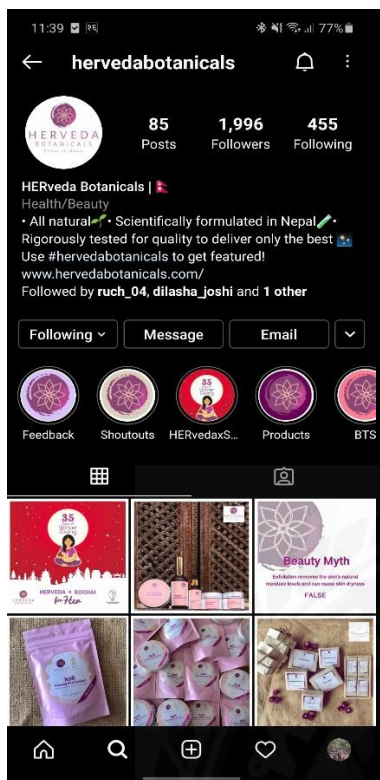 11:39
77%
hervedabotanicals
HERVEDA
BOTANICALS
85
1,996
455
Posts
Followers
Following
HERveda Botanicals |
Health/Beauty
• All natural • Scientifically formulated in Nepal •
Rigorously tested for quality to deliver only the best
Use #hervedabotanicals to get featured!
www.hervedabotanicals.com/
Followed by ruch_04, dilasha_joshi and 1 other
Following
Message
Email
Feedback
Shoutouts
HERvedaxS...
Products
BTS
35
HERVEDA + BOOKAI
for Her
Beauty Myth
Exfoliation removes the skin's natural
moisture levels and can cause skin dryness
FALSE